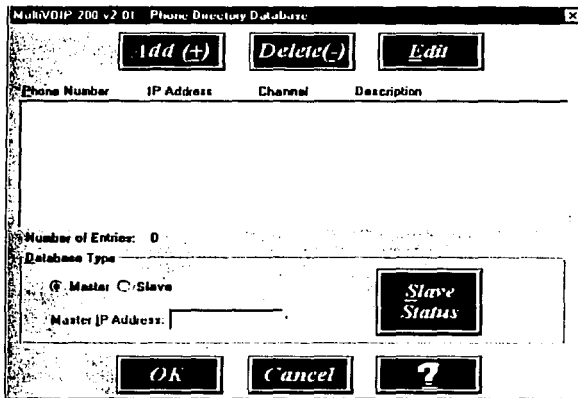 MultiVOIP 200 v2.01 Phone Directory Database
Add (+) Delete(-) Edit
Phone Number IP Address Channel Description
Number of Entries: 0
Database Type
Master Slave
Master IP Address:
Slave
Status
OK Cancel ?